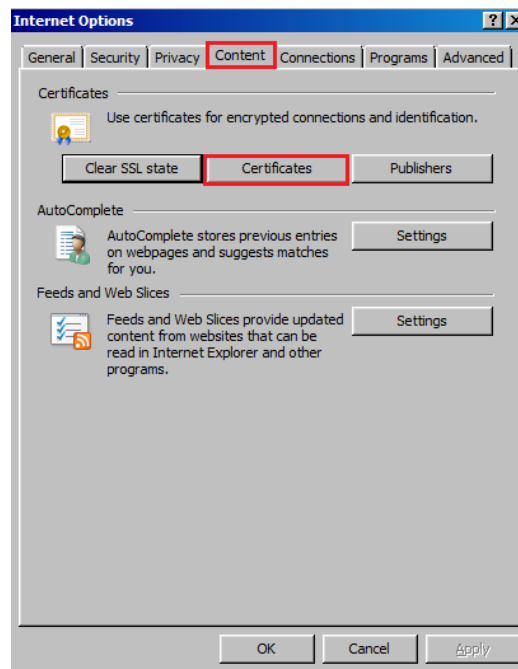 Internet Options
General Security Privacy Content Connections Programs Advanced
Certificates
Use certificates for encrypted connections and identification.
Clear SSL state Certificates Publishers
AutoComplete
AutoComplete stores previous entries
on webpages and suggests matches
for you.
Settings
Feeds and Web Slices
Feeds and Web Slices provide updated
content from websites that can be
read in Internet Explorer and other
programs.
Settings
OK Cancel Apply